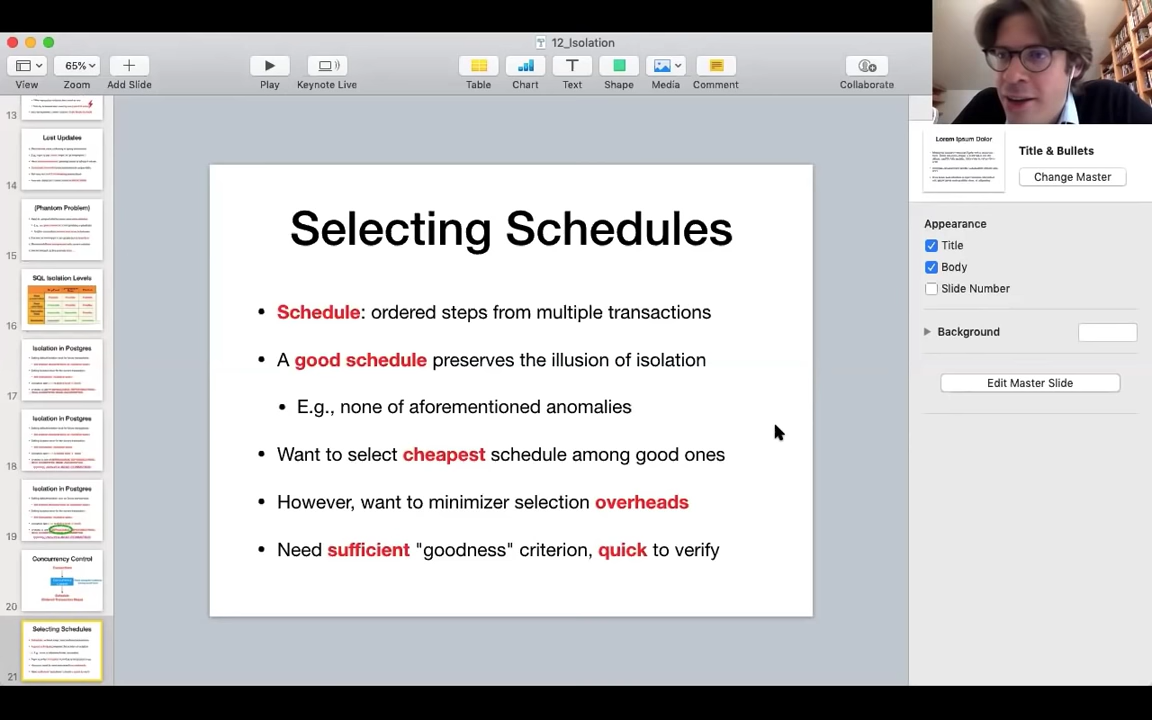 12_Isolation
65%
View
Zoom
Add Slide
Play
Keynote Live
Table
Chart
Text
Shape
Media
Comment
Collaborate
13
Lost Updates
14
(Phantom Problem)
15
SQL Isolation Levels
16
Isolation in Postgres
17
Isolation in Postgres
18
Isolation in Postgres
19
Concurrency Control
20
Selecting Schedules
21
Selecting Schedules
• Schedule: ordered steps from multiple transactions
• A good schedule preserves the illusion of isolation
• E.g., none of aforementioned anomalies
• Want to select cheapest schedule among good ones
• However, want to minimizer selection overheads
• Need sufficient "goodness" criterion, quick to verify
Lorem Ipsum Dolor
Title & Bullets
Change Master
Appearance
Title
Body
Slide Number
Background
Edit Master Slide